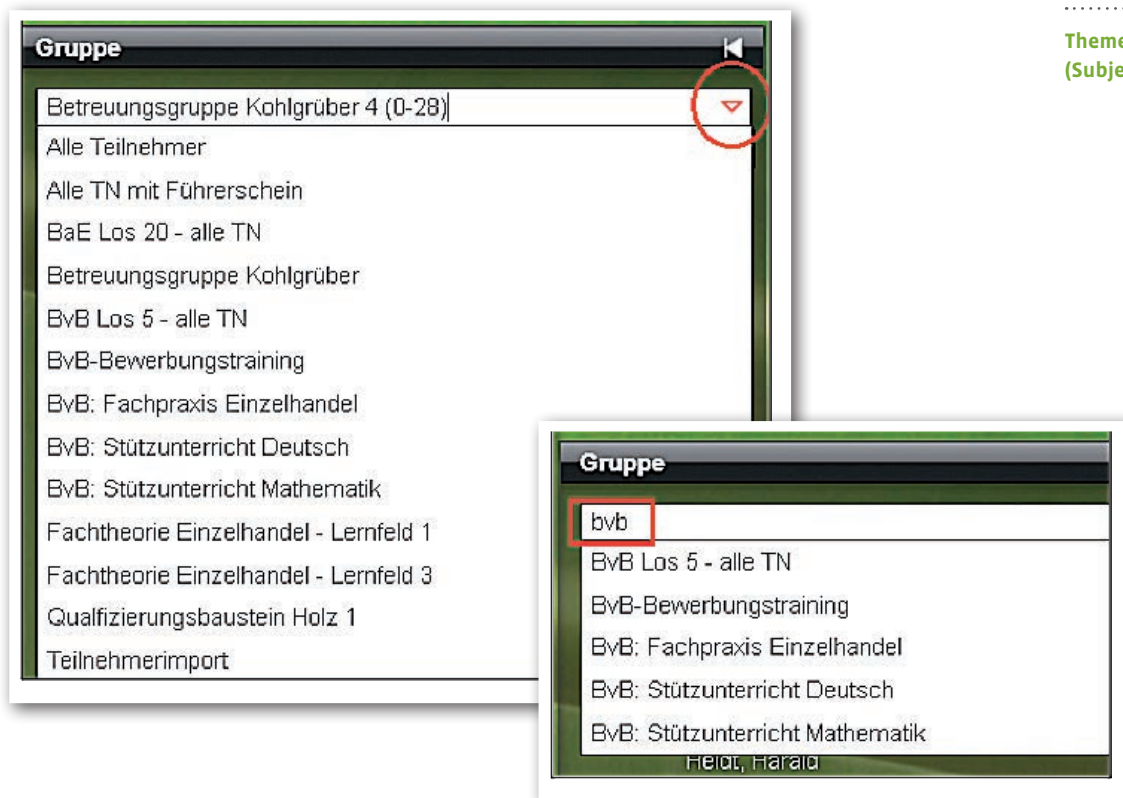 Gruppe
Betreuungsgruppe Kohlgrüber 4 (0-28)
Alle Teilnehmer
Alle TN mit Führerschein
BaE Los 20 - alle TN
Betreuungsgruppe Kohlgrüber
BvB Los 5 - alle TN
BvB-Bewerbungstraining
BvB: Fachpraxis Einzelhandel
BvB: Stützunterricht Deutsch
BvB: Stützunterricht Mathematik
Fachtheorie Einzelhandel - Lernfeld 1
Fachtheorie Einzelhandel - Lernfeld 3
Qualfizierungsbaustein Holz 1
Teilnehmerimport
Gruppe
bvb
BvB Los 5 - alle TN
BvB-Bewerbungstraining
BvB: Fachpraxis Einzelhandel
BvB: Stützunterricht Deutsch
BvB: Stützunterricht Mathematik
Heidt, Harald
Theme
(Subje